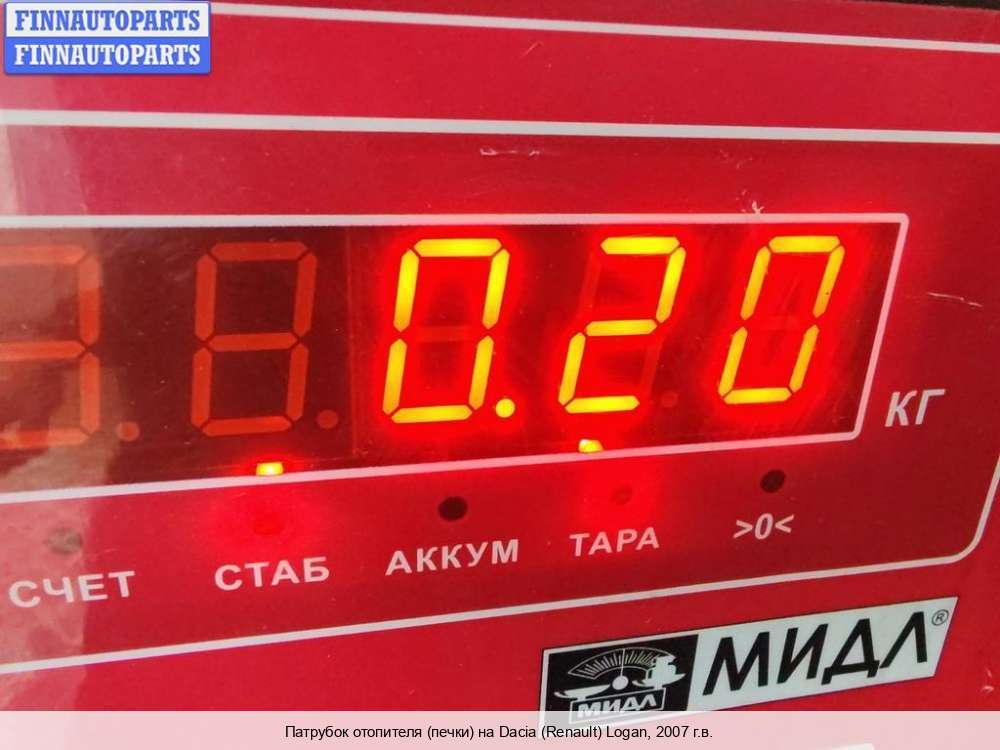 FINNAUTOPARTS
FINNAUTOPARTS
0.20
КГ
СЧЕТ СТАБ АККУМ ТАРА >0<
МИДЛ МИДЛ®
Патрубок отопителя (печки) на Dacia (Renault) Logan, 2007 г.в.